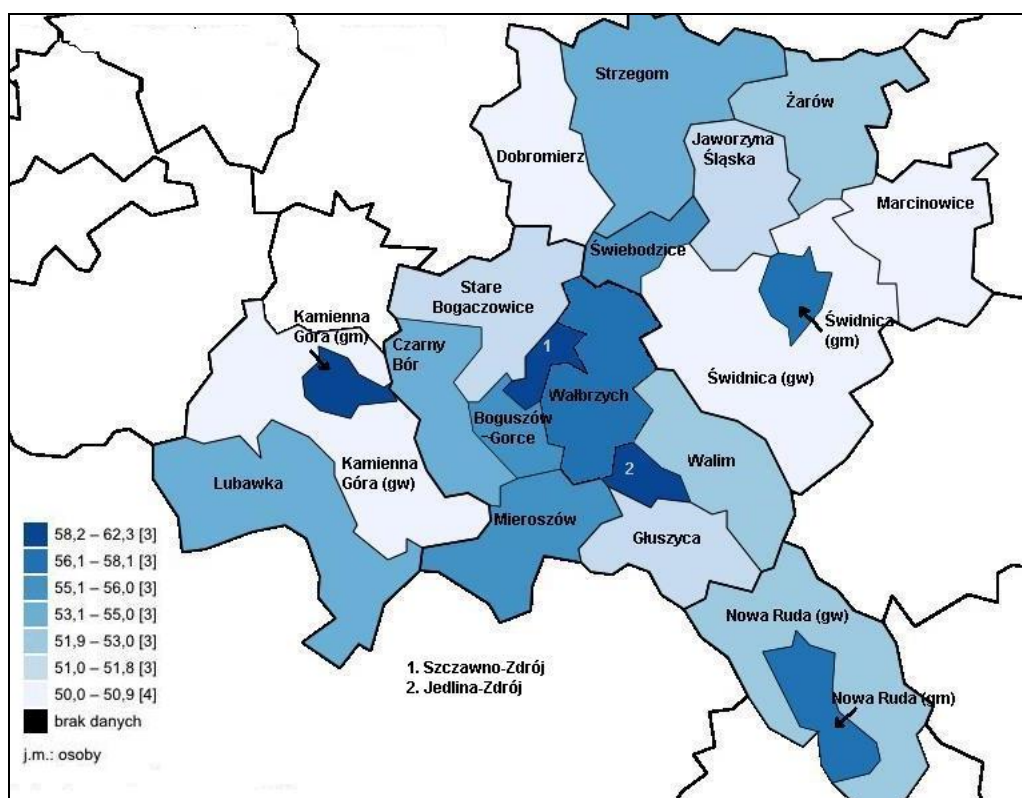 Strzegom
Żarów
Jaworzyna
Śląska
Dobromierz
Marcinowice
Świebodzice
Stare
Bogaczowice
Kamienna
Góra (gm)
Świdnica
(gm)
Czarny
Bór
1
Świdnica (gw)
Wałbrzych
Boguszów
Gorce
Walim
2
Kamienna
Góra (gw)
Lubawka
Mieroszów
Głuszyca
Nowa Ruda (gw)
Nowa Ruda (gm)
1. Szczawno-Zdrój
2. Jedlina-Zdrój
58,2 – 62,3 [3]
56,1 – 58,1 [3]
55,1 – 56,0 [3]
53,1 – 55,0 [3]
51,9 – 53,0 [3]
51,0 – 51,8 [3]
50,0 – 50,9 [4]
brak danych
j.m.: osoby